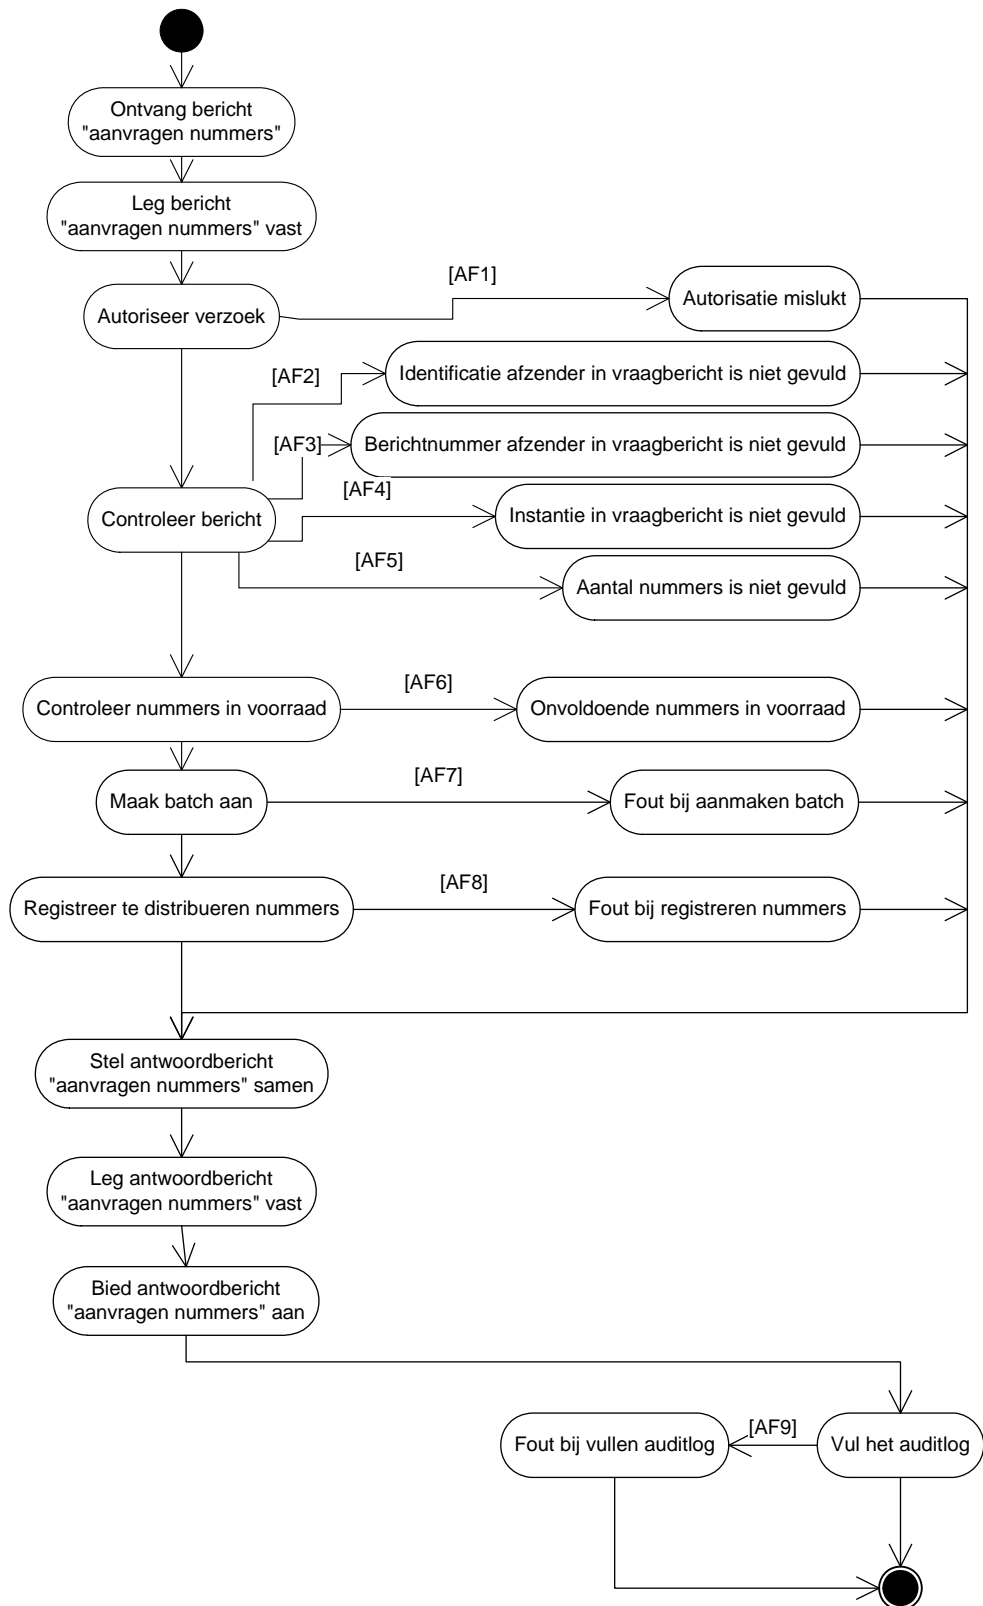 Ontvang bericht
"aanvragen nummers"
Leg bericht
"aanvragen nummers" vast
[AF1]
Autorisatie mislukt
Autoriseer verzoek
[AF2]
Identificatie afzender in vraagbericht is niet gevuld
[AF3]
Berichtnummer afzender in vraagbericht is niet gevuld
[AF4]
Controleer bericht
Instantie in vraagbericht is niet gevuld
[AF5]
Aantal nummers is niet gevuld
[AF6]
Controleer nummers in voorraad
Onvoldoende nummers in voorraad
[AF7]
Maak batch aan
Fout bij aanmaken batch
[AF8]
Registreer te distribueren nummers
Fout bij registreren nummers
Stel antwoordbericht
"aanvragen nummers" samen
Leg antwoordbericht
"aanvragen nummers" vast
Bied antwoordbericht
"aanvragen nummers" aan
[AF9]
Fout bij vullen auditlog
Vul het auditlog